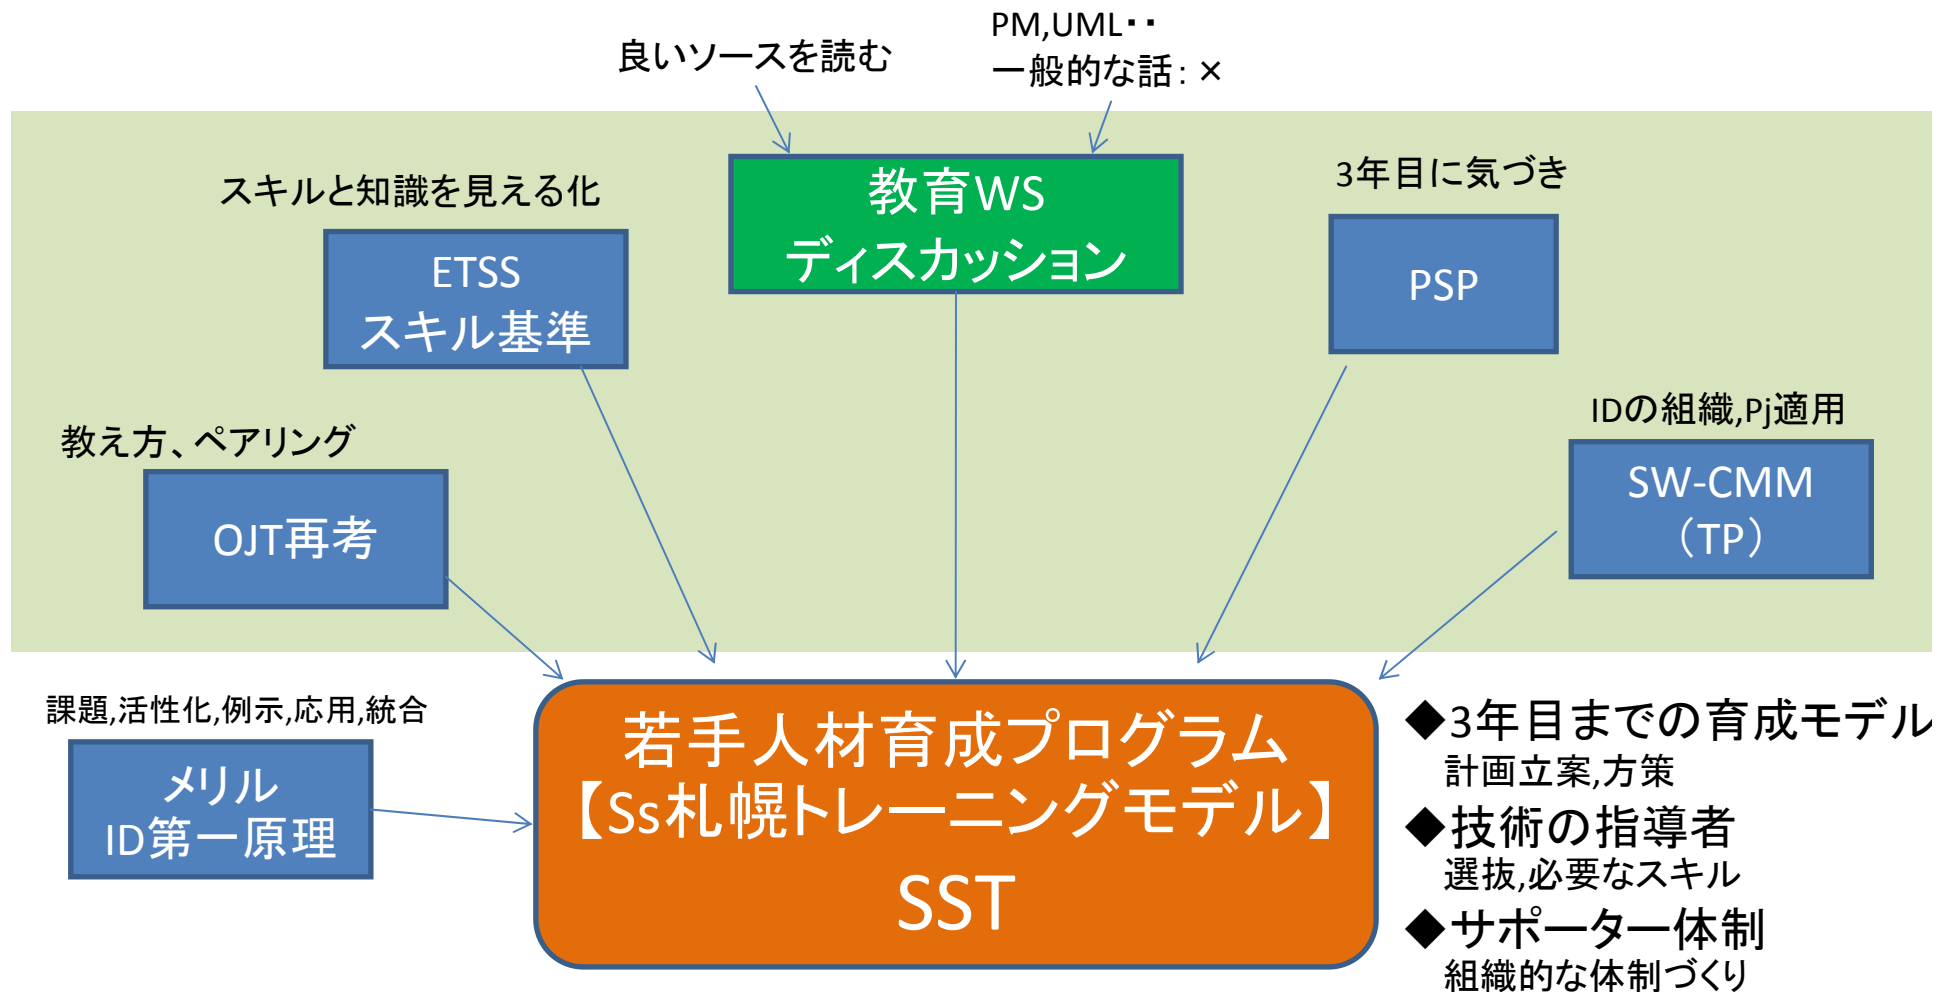 良いソースを読む
PM,UML・・
一般的な話：×
スキルと知識を見える化
ETSS
スキル基準
教育WS
ディスカッション
3年目に気づき
PSP
教え方、ペアリング
OJT再考
IDの組織,Pj適用
SW-CMM
（TP）
課題,活性化,例示,応用,統合
メリル
ID第一原理
若手人材育成プログラム
【Ss札幌トレーニングモデル】
SST
◆3年目までの育成モデル
計画立案,方策
◆技術の指導者
選抜,必要なスキル
◆サポーター体制
組織的な体制づくり